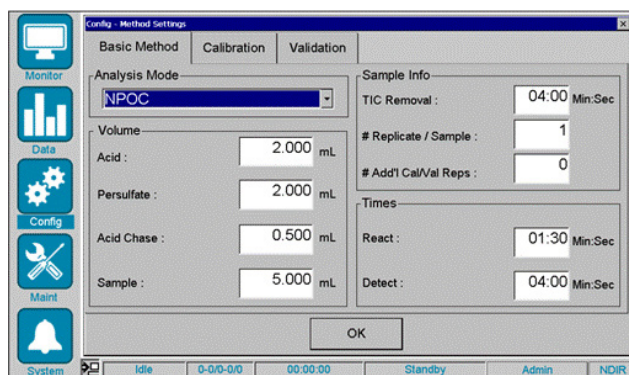 Config - Method Settings
Basic Method
Calibration
Validation
Monitor
Data
Config
Maint
System
Analysis Mode
NPOC
Volume
Acid : 2.000 mL
Persulfate : 2.000 mL
Acid Chase : 0.500 mL
Sample : 5.000 mL
Sample Info
TIC Removal : 04:00 Min:Sec
# Replicate / Sample : 1
# Add'l Cal/Val Reps : 0
Times
React : 01:30 Min:Sec
Detect : 04:00 Min:Sec
OK
Idle 0-0/0-0/0 00:00:00 Standby Admin NDIR